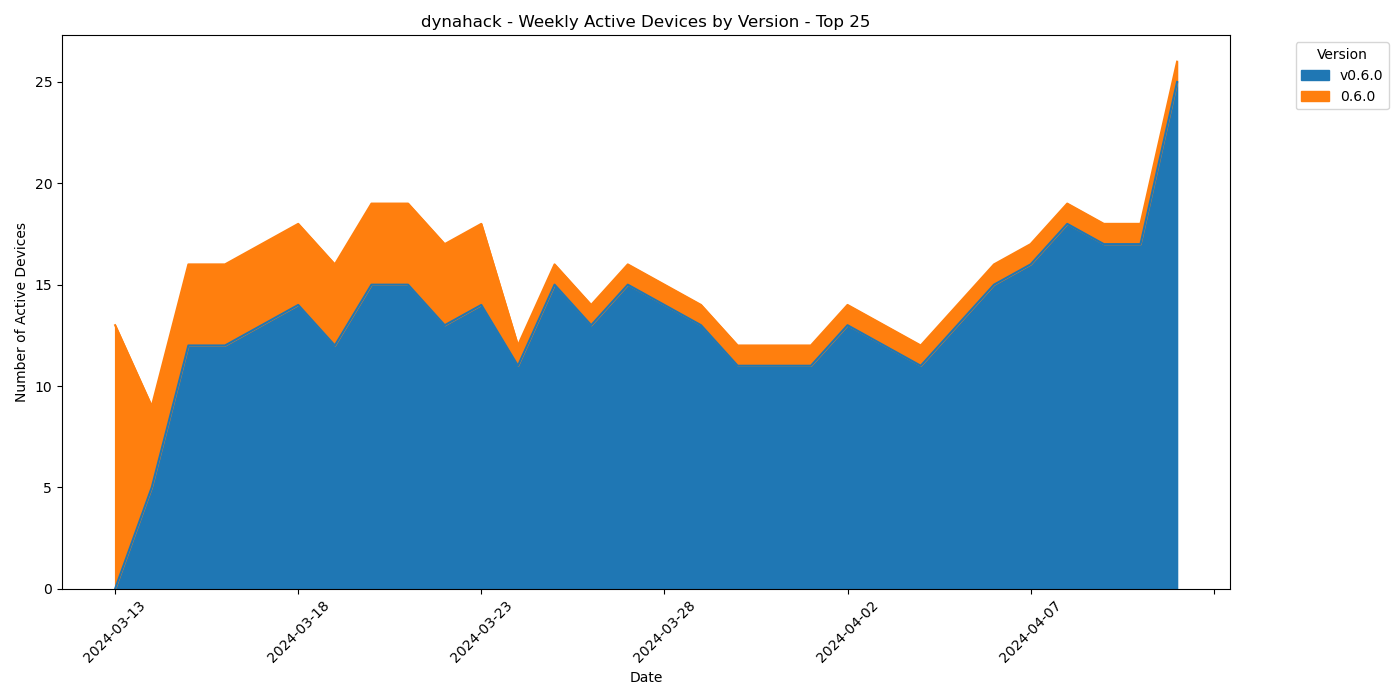 dynahack - Weekly Active Devices by Version - Top 25
Version
v0.6.0
0.6.0
Number of Active Devices
25
20
15
10
5
0
2024-03-13
2024-03-18
2024-03-23
2024-03-28
2024-04-02
2024-04-07
Date